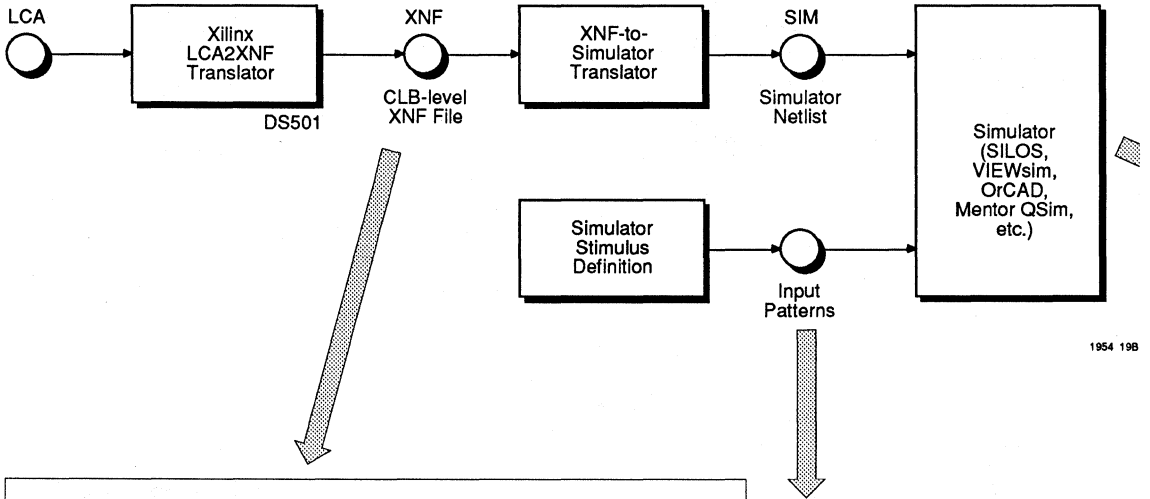 LCA
Xilinx
LCA2XNF
Translator
DS501
XNF
CLB-level
XNF File
XNF-to-
Simulator
Translator
SIM
Simulator
Netlist
Simulator
(SILOS,
VIEWsim,
OrCAD,
Mentor QSim,
etc.)
Simulator
Stimulus
Definition
Input
Patterns
1954 19B